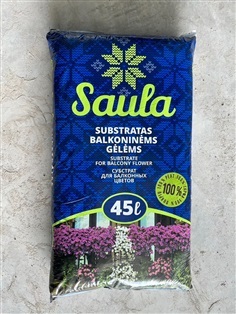 Saula
SUBSTRATAS
BALKONINĖMS
GĖLĖMS
SUBSTRATE
FOR BALCONY FLOWER
СУБСТРАТ
ДЛЯ БАЛКОННЫХ
ЦВЕТОВ
100%
45ℓ